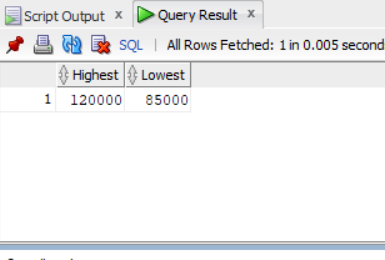 Script Output x Query Result x
SQL | All Rows Fetched: 1 in 0.005 second
Highest Lowest
1 120000 85000